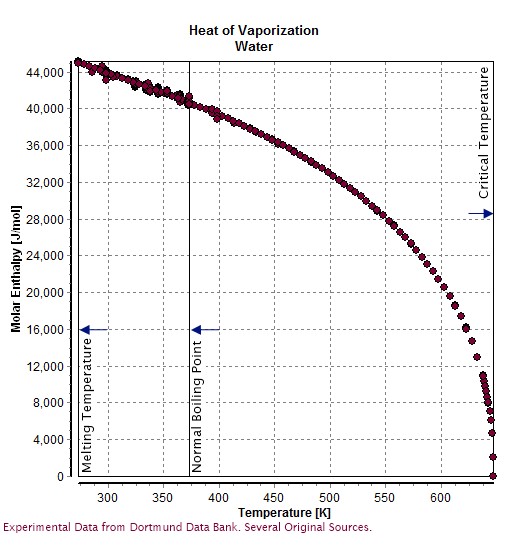 Heat of Vaporization
Water
Molar Enthalpy [J/mol]
44,000
40,000
36,000
32,000
28,000
24,000
20,000
16,000
12,000
8,000
4,000
0
Melting Temperature
Normal Boiling Point
Critical Temperature
300 350 400 450 500 550 600
Temperature [K]
Experimental Data from Dortmund Data Bank. Several Original Sources.